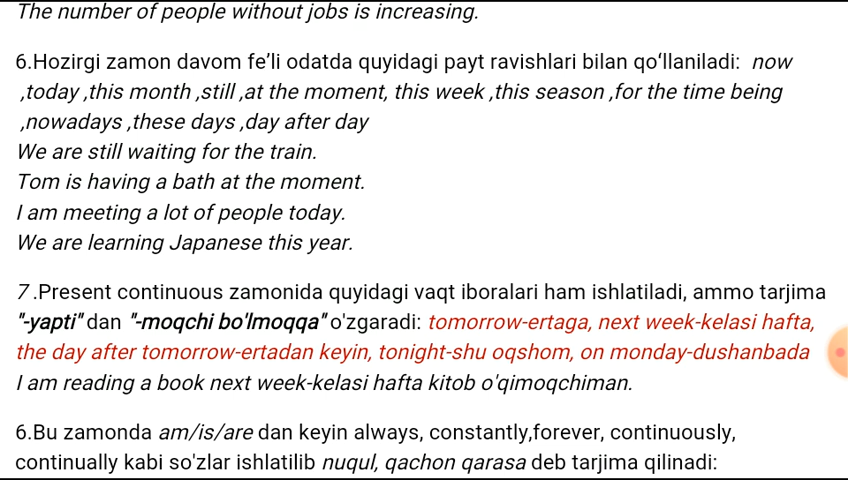 The number of people without jobs is increasing.
6.Hozirgi zamon davom fe’li odatda quyidagi payt ravishlari bilan qo‘llaniladi:  now
,today ,this month ,still ,at the moment, this week ,this season ,for the time being
,nowadays ,these days ,day after day
We are still waiting for the train.
Tom is having a bath at the moment.
I am meeting a lot of people today.
We are learning Japanese this year.
7 .Present continuous zamonida quyidagi vaqt iboralari ham ishlatiladi, ammo tarjima
"-yapti" dan "-moqchi bo'lmoqqa" o'zgaradi: tomorrow-ertaga, next week-kelasi hafta,
the day after tomorrow-ertadan keyin, tonight-shu oqshom, on monday-dushanbada
I am reading a book next week-kelasi hafta kitob o'qimoqchiman.
6.Bu zamonda am/is/are dan keyin always, constantly,forever, continuously,
continually kabi so'zlar ishlatilib nuqul, qachon qarasa deb tarjima qilinadi: